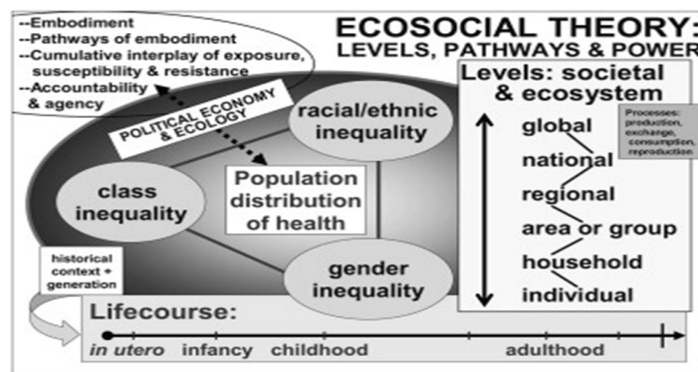 --Embodiment
--Pathways of embodiment
--Cumulative interplay of exposure,
susceptibility & resistance
--Accountability
& agency
ECOSOCIAL THEORY:
LEVELS, PATHWAYS & POWER
POLITICAL ECONOMY
& ECOLOGY
racial/ethnic
inequality
class
inequality
Population
distribution
of health
gender
inequality
historical
context +
generation
Levels: societal
& ecosystem
Processes:
production,
exchange,
consumption,
reproduction
global
national
regional
area or group
household
individual
Lifecourse:
in utero infancy childhood adulthood